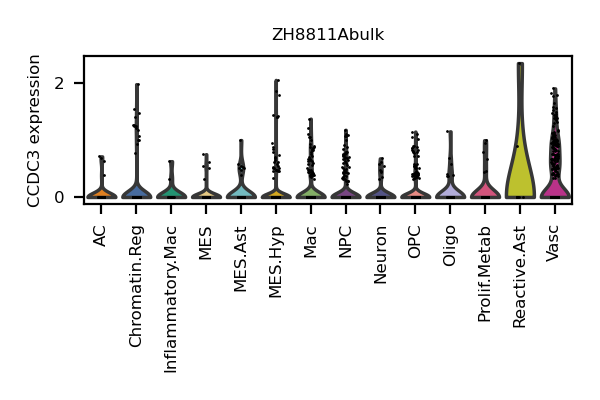 ZH8811Abulk
CCDC3 expression
2
0
AC
Chromatin.Reg
Inflammatory.Mac
MES
MES.Ast
MES.Hyp
Mac
NPC
Neuron
OPC
Oligo
Prolif.Metab
Reactive.Ast
Vasc